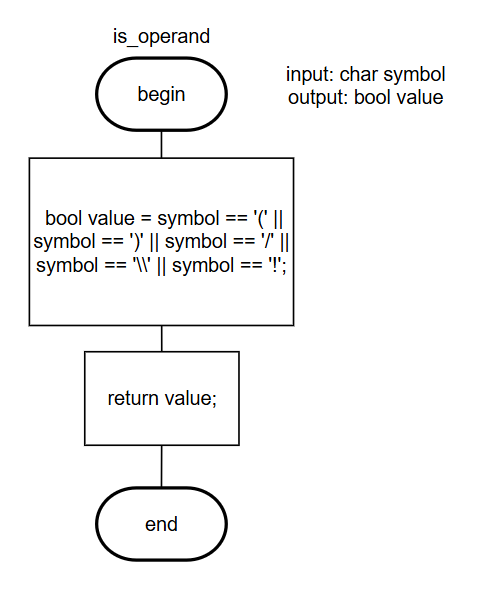 is_operand
begin
input: char symbol
output: bool value
bool value = symbol == '(' ||
symbol == ')' || symbol == '/' ||
symbol == '\\' || symbol == '!';
return value;
end